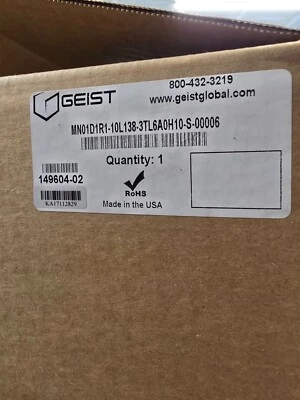 GEIST
800-432-3219
www.geistglobal.com
MN01D1R1-10L138-3TL6A0H10-S-00006
Quantity: 1
149604-02
RoHS
KA17112829
Made in the USA